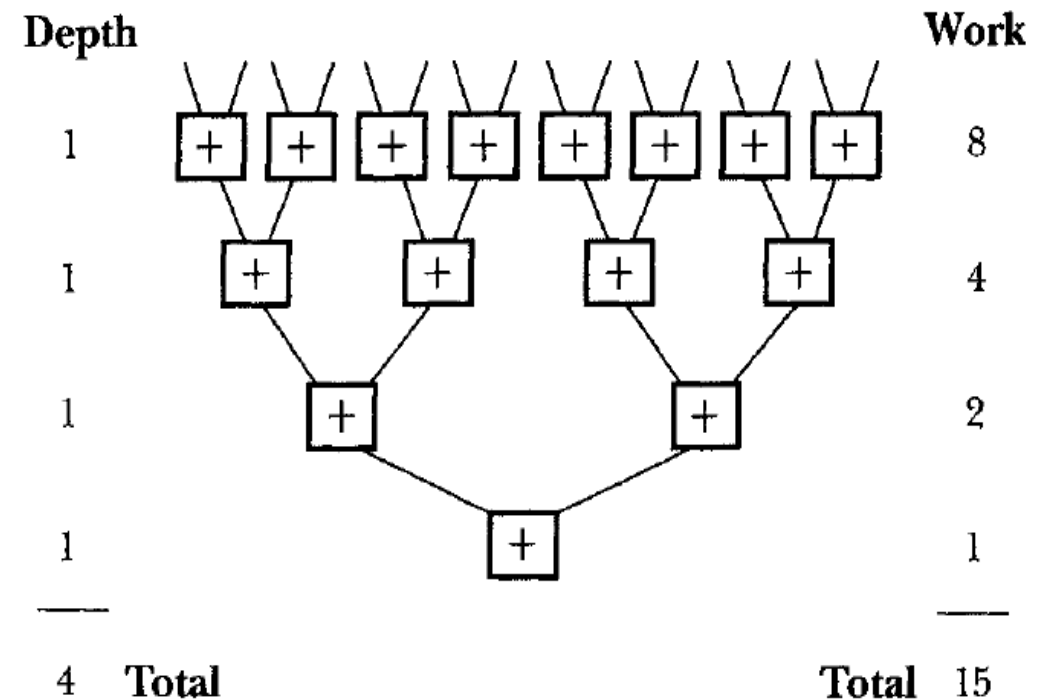 Depth Work
1 + + + + + + + + 8
1 + + + + 4
1 + + 2
1 + 1
4 Total Total 15